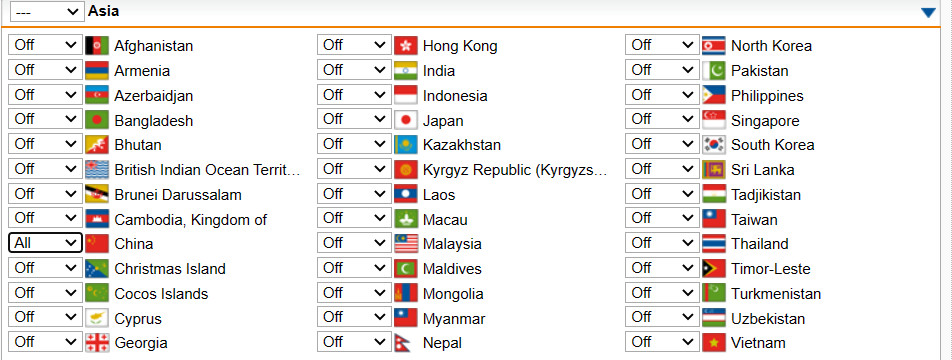 --- Asia
Off Afghanistan
Off Armenia
Off Azerbaidjan
Off Bangladesh
Off Bhutan
Off British Indian Ocean Territ...
Off Brunei Darussalam
Off Cambodia, Kingdom of
All China
Off Christmas Island
Off Cocos Islands
Off Cyprus
Off Georgia
Off Hong Kong
Off India
Off Indonesia
Off Japan
Off Kazakhstan
Off Kyrgyz Republic (Kyrgyzs...
Off Laos
Off Macau
Off Malaysia
Off Maldives
Off Mongolia
Off Myanmar
Off Nepal
Off North Korea
Off Pakistan
Off Philippines
Off Singapore
Off South Korea
Off Sri Lanka
Off Tadjikistan
Off Taiwan
Off Thailand
Off Timor-Leste
Off Turkmenistan
Off Uzbekistan
Off Vietnam